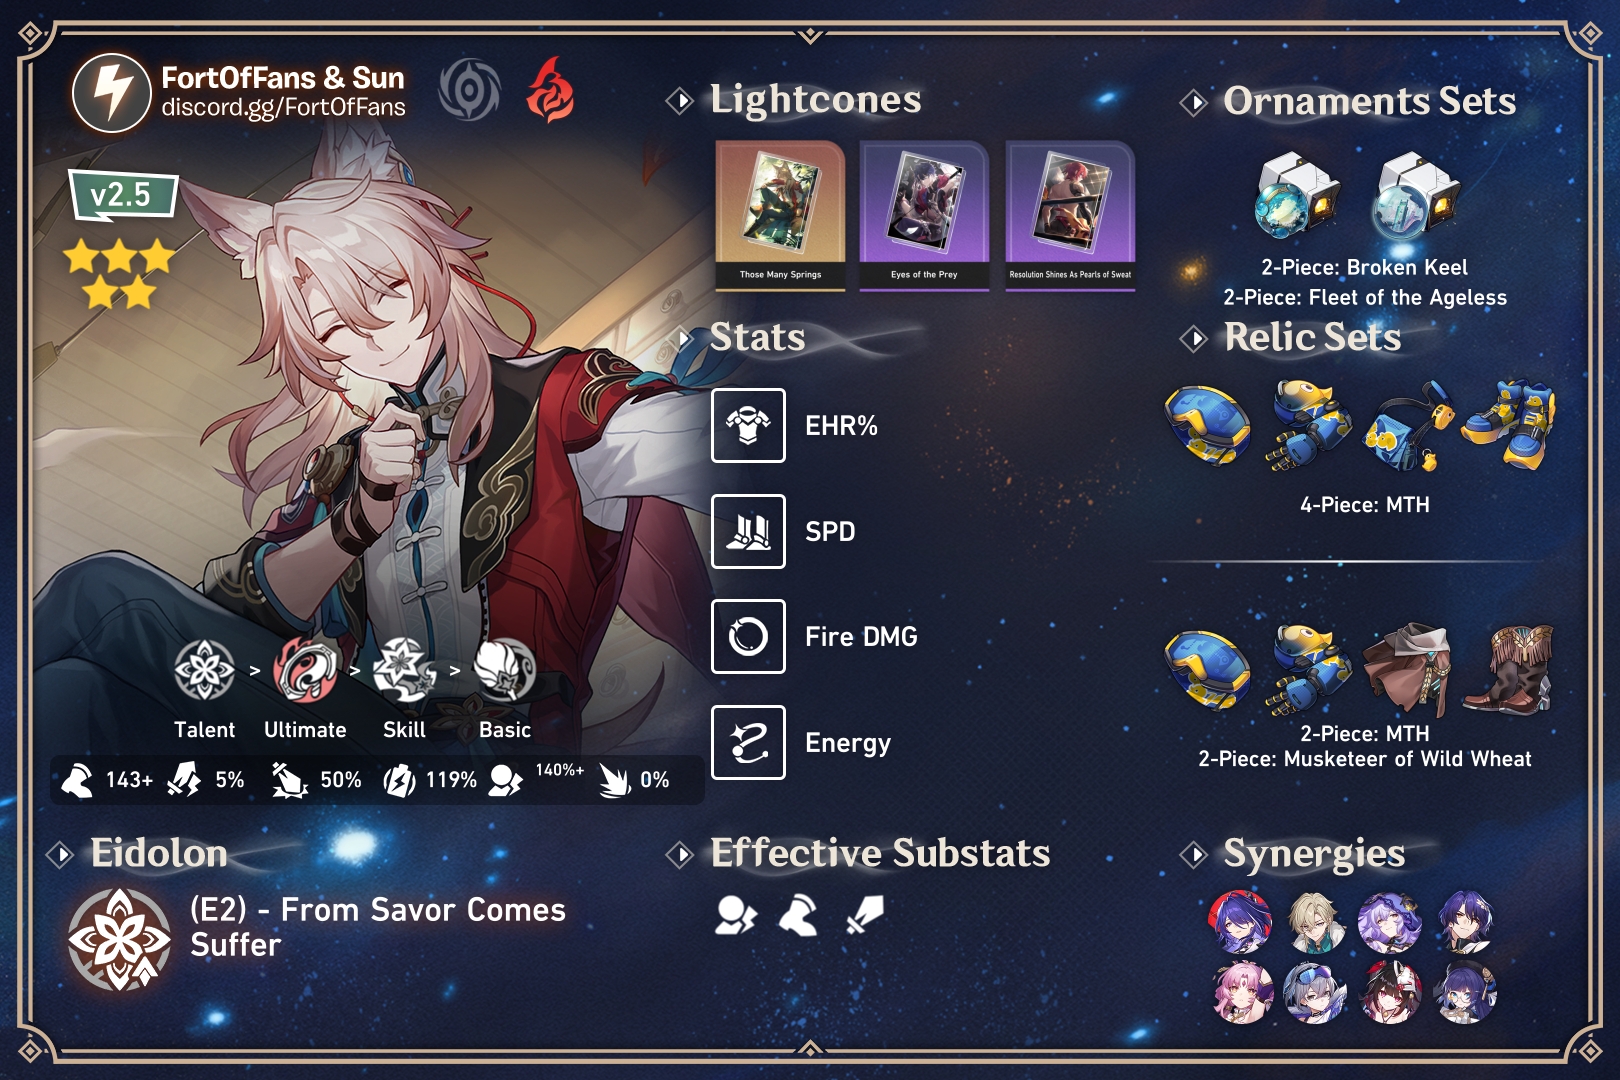 FortOfFans & Sun
discord.gg/FortOfFans
v2.5
Talent > Ultimate > Skill > Basic
143+ 5% 50% 119% 140%+ 0%
Eidolon
(E2) - From Savor Comes
Suffer
Lightcones
Those Many Springs
Eyes of the Prey
Resolution Shines As Pearls of Sweat
Stats
EHR%
SPD
Fire DMG
Energy
Effective Substats
Ornaments Sets
2-Piece: Broken Keel
2-Piece: Fleet of the Ageless
Relic Sets
4-Piece: MTH
2-Piece: MTH
2-Piece: Musketeer of Wild Wheat
Synergies